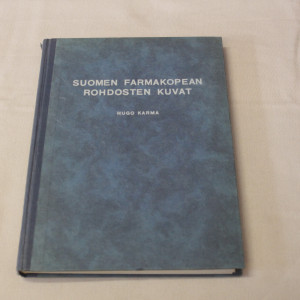 SUOMEN FARMAKOPEAN
ROHDOSTEN KUVAT
HUGO KARMA